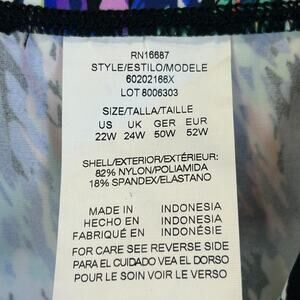 RN16687
STYLE/ESTILO/MODELE
60202166X
LOT 8006303
SIZE/TALLA/TAILLE
US UK GER EUR
22W 24W 50W 52W
SHELL/EXTERIOR/EXTÉRIEUR:
82% NYLON/POLIAMIDA
18% SPANDEX/ELASTANO
MADE IN INDONESIA
HECHO EN INDONESIA
FABRIQUÉ EN INDONÉSIE
FOR CARE SEE REVERSE SIDE
PARA EL CUIDADO VEA EL DORSO
POUR LE SOIN VOIR LE VERSO